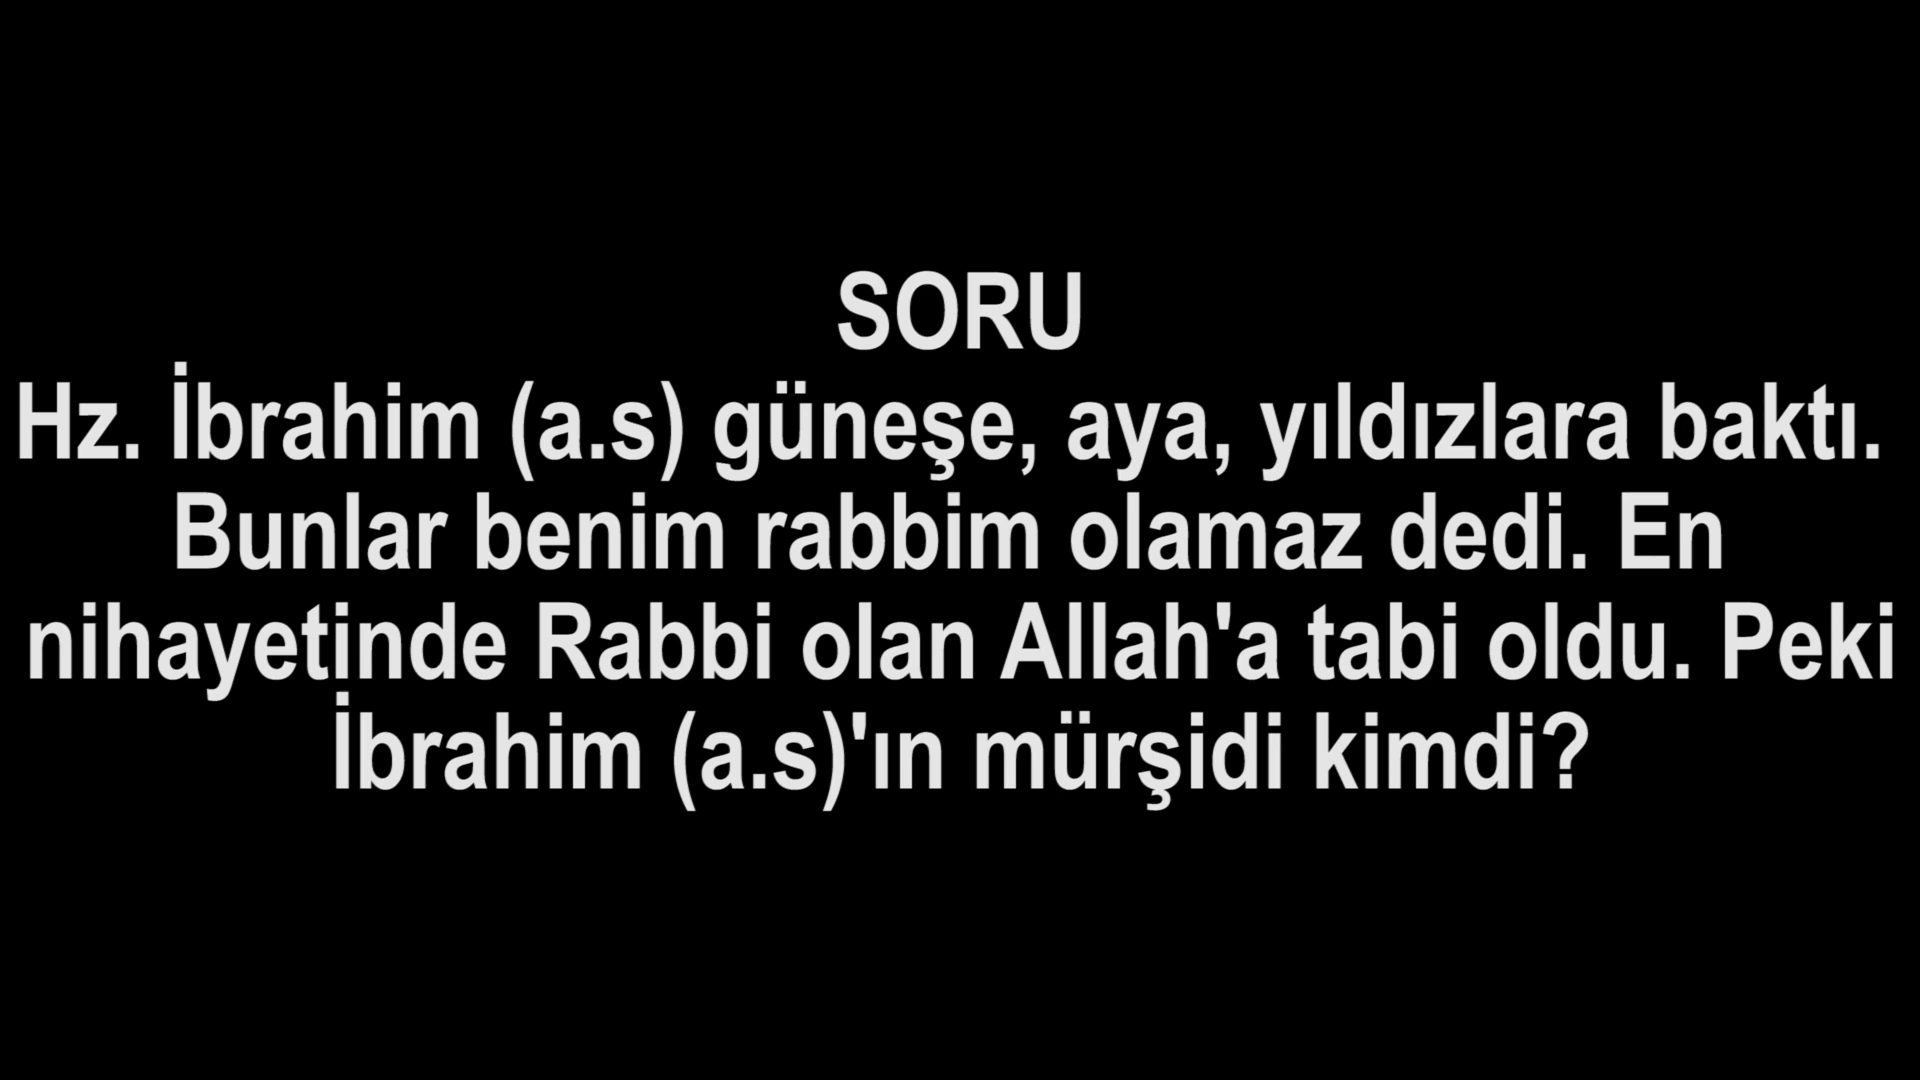 SORU
Hz. İbrahim (a.s) güneşe, aya, yıldızlara baktı.
Bunlar benim rabbim olamaz dedi. En
nihayetinde Rabbi olan Allah'a tabi oldu. Peki
İbrahim (a.s)'ın mürşidi kimdi?